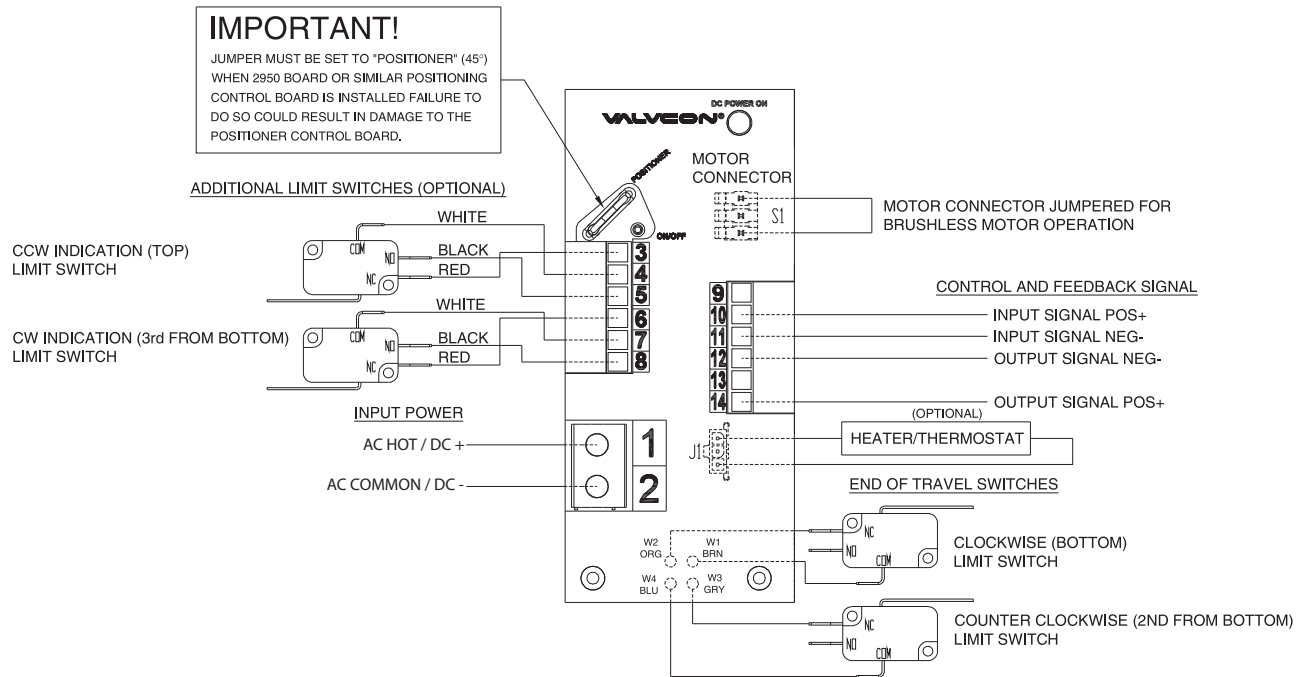 IMPORTANT!
JUMPER MUST BE SET TO "POSITIONER" (45°)
WHEN 2950 BOARD OR SIMILAR POSITIONING
CONTROL BOARD IS INSTALLED FAILURE TO
DO SO COULD RESULT IN DAMAGE TO THE
POSITIONER CONTROL BOARD.
DC POWER ON
VALVCON®
POSITIONER
ON/OFF
MOTOR
CONNECTOR
S1
MOTOR CONNECTOR JUMPERED FOR
BRUSHLESS MOTOR OPERATION
ADDITIONAL LIMIT SWITCHES (OPTIONAL)
CCW INDICATION (TOP)
LIMIT SWITCH
COM
NO
NC
WHITE
BLACK
RED
CW INDICATION (3rd FROM BOTTOM)
LIMIT SWITCH
COM
NO
NC
WHITE
BLACK
RED
3
4
5
6
7
8
INPUT POWER
AC HOT / DC +
AC COMMON / DC -
1
2
9
10
11
12
13
14
CONTROL AND FEEDBACK SIGNAL
INPUT SIGNAL POS+
INPUT SIGNAL NEG-
OUTPUT SIGNAL NEG-
OUTPUT SIGNAL POS+
(OPTIONAL)
HEATER/THERMOSTAT
J1
END OF TRAVEL SWITCHES
W2
ORG
W1
BRN
W4
BLU
W3
GRY
NC
NO
COM
CLOCKWISE (BOTTOM)
LIMIT SWITCH
NC
NO
COM
COUNTER CLOCKWISE (2ND FROM BOTTOM)
LIMIT SWITCH